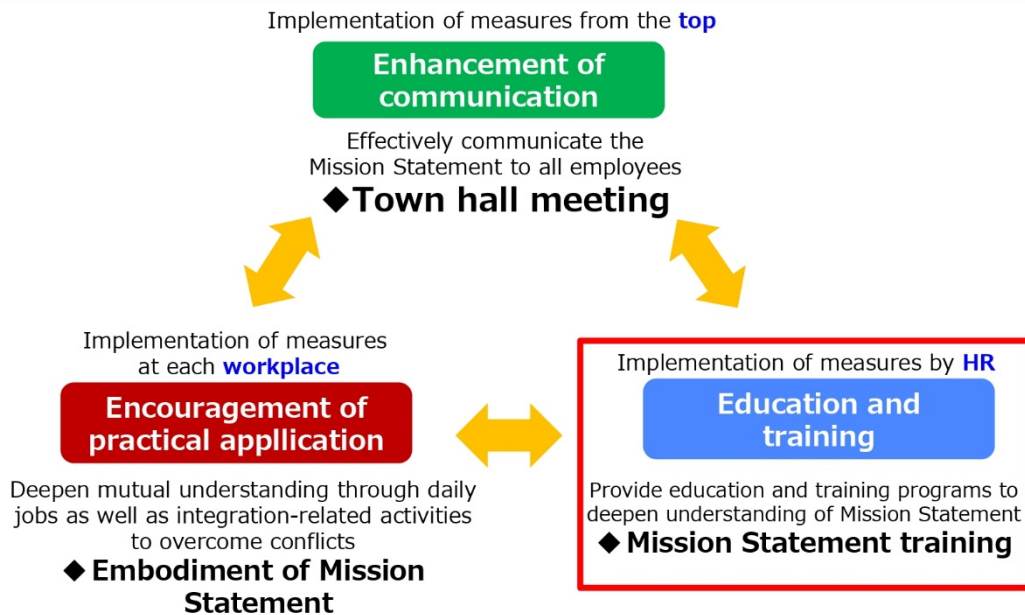 Implementation of measures from the top
Enhancement of
communication
Effectively communicate the
Mission Statement to all employees
◆Town hall meeting
Implementation of measures
at each workplace
Encouragement of
practical appllication
Deepen mutual understanding through daily
jobs as well as integration-related activities
to overcome conflicts
◆ Embodiment of Mission
Statement
Implementation of measures by HR
Education and
training
Provide education and training programs to
deepen understanding of Mission Statement
◆ Mission Statement training